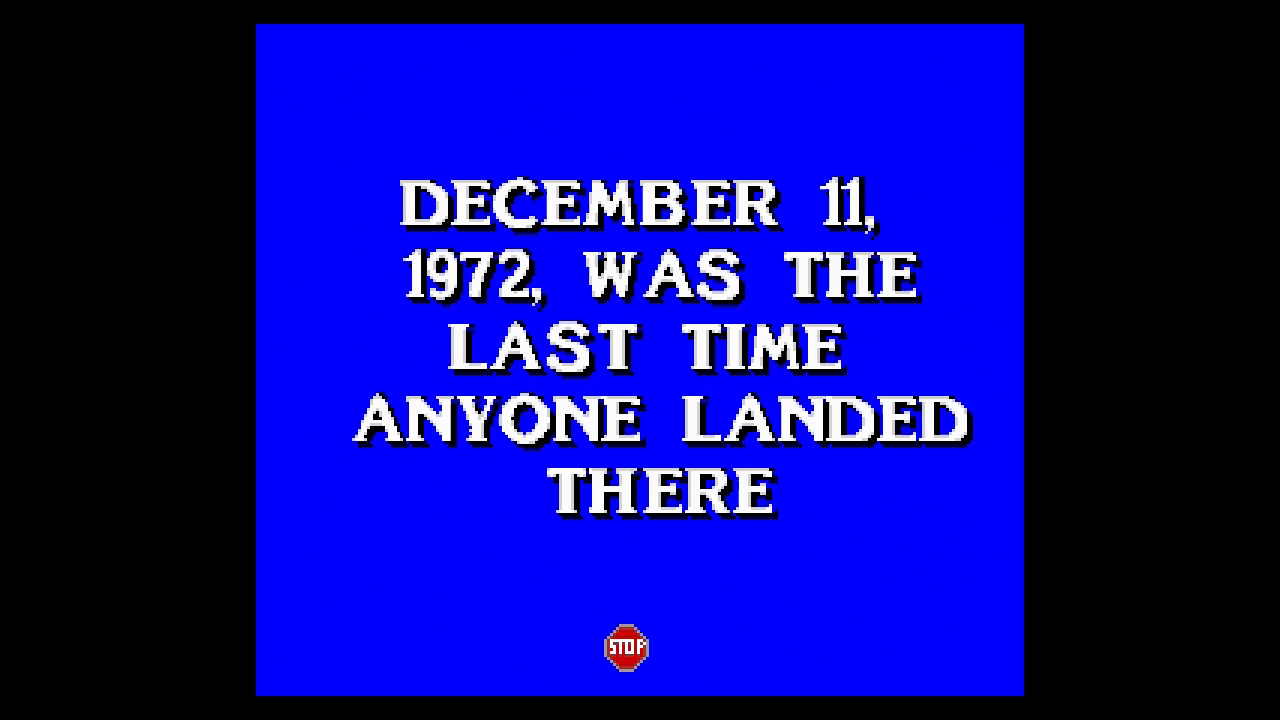 DECEMBER 11,
1972, WAS THE
LAST TIME
ANYONE LANDED
THERE
STOP